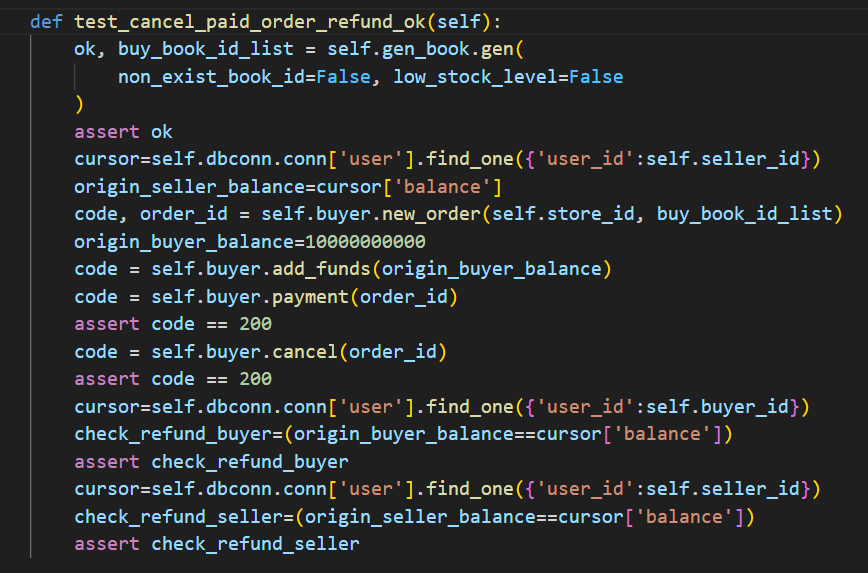 def test_cancel_paid_order_refund_ok(self):
    ok, buy_book_id_list = self.gen_book.gen(
        non_exist_book_id=False, low_stock_level=False
    )
    assert ok
    cursor=self.dbconn.conn['user'].find_one({'user_id':self.seller_id})
    origin_seller_balance=cursor['balance']
    code, order_id = self.buyer.new_order(self.store_id, buy_book_id_list)
    origin_buyer_balance=10000000000
    code = self.buyer.add_funds(origin_buyer_balance)
    code = self.buyer.payment(order_id)
    assert code == 200
    code = self.buyer.cancel(order_id)
    assert code == 200
    cursor=self.dbconn.conn['user'].find_one({'user_id':self.buyer_id})
    check_refund_buyer=(origin_buyer_balance==cursor['balance'])
    assert check_refund_buyer
    cursor=self.dbconn.conn['user'].find_one({'user_id':self.seller_id})
    check_refund_seller=(origin_seller_balance==cursor['balance'])
    assert check_refund_seller